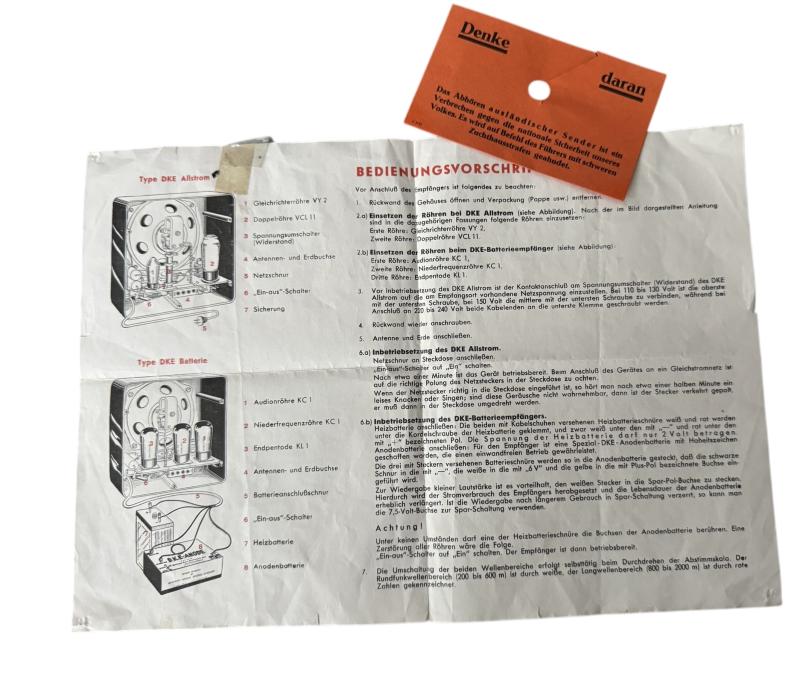 Denke
daran
Das Abhören ausländischer Sender ist ein
Verbrechen gegen die nationale Sicherheit unseres
Volkes. Es wird auf Befehl des Führers mit schweren
Zuchthausstrafen geahndet.
Type DKE Allstrom
1 Gleichrichterröhre VY 2
2 Doppelröhre VCL 11
3 Spannungsumschalter
(Widerstand)
4 Antennen- und Erdbuchse
5 Netzschnur
6 „Ein-aus"-Schalter
7 Sicherung
Type DKE Batterie
1 Audionröhre KC 1
2 Niederfrequenzröhre KC 1
3 Endpentode KL 1
4 Antennen- und Erdbuchse
5 Batterieanschlußschnur
6 „Ein-aus"-Schalter
7 Heizbatterie
8 Anodenbatterie
DKE-ANODE
BEDIENUNGSVORSCHRI
Vor Anschluß des Empfängers ist folgendes zu beachten:
1. Rückwand des Gehäuses öffnen und Verpackung (Pappe usw.) entfernen.
2.a) Einsetzen der Röhren bei DKE Allstrom (siehe Abbildung). Nach der im Bild dargestellten Anleitung
sind in die dazugehörigen Fassungen folgende Röhren einzusetzen:
Erste Röhre: Gleichrichterröhre VY 2,
Zweite Röhre: Doppelröhre VCL 11.
2.b) Einsetzen der Röhren beim DKE-Batterieempfänger (siehe Abbildung).
Erste Röhre: Audionröhre KC 1,
Zweite Röhre: Niederfrequenzröhre KC 1,
Dritte Röhre: Endpentode KL 1.
3. Vor Inbetriebsetzung des DKE Allstrom ist der Kontaktanschluß am Spannungsumschalter (Widerstand) des DKE
Allstrom auf die am Empfangsort vorhandene Netzspannung einzustellen. Bei 110 bis 130 Volt ist die oberste
mit der untersten Schraube, bei 150 Volt die mittlere mit der untersten Schraube zu verbinden, während bei
Anschluß an 220 bis 240 Volt beide Kabelenden an die unterste Klemme geschraubt werden.
4. Rückwand wieder anschrauben.
5. Antenne und Erde anschließen.
6.a) Inbetriebsetzung des DKE Allstrom.
Netzschnur an Steckdose anschließen.
„Ein-aus"-Schalter auf „Ein" schalten.
Nach etwa einer Minute ist das Gerät betriebsbereit. Beim Anschluß des Gerätes an ein Gleichstromnetz ist
auf die richtige Polung des Netzsteckers in der Steckdose zu achten.
Wenn der Netzstecker richtig in die Steckdose eingeführt ist, so hört man nach etwa einer halben Minute ein
leises Knacken oder Singen; sind diese Geräusche nicht wahrnehmbar, dann ist der Stecker verkehrt gepolt,
er muß dann in der Steckdose umgedreht werden.
6.b) Inbetriebsetzung des DKE-Batterieempfängers.
Heizbatterie anschließen: Die beiden mit Kabelschuhen versehenen Batterieschnüre weiß und rot werden
unter die Kordelschraube der Heizbatterie geklemmt, und zwar weiß unter den mit „—" und rot unter den
mit „+" bezeichneten Pol. Die Spannung der Heizbatterie darf nur 2 Volt betragen.
Anodenbatterie anschließen: Für den Empfänger ist eine Spezial-DKE-Anodenbatterie mit Hoheitszeichen
geschaffen worden, die einen einwandfreien Betrieb gewährleistet.
Die drei mit Steckern versehenen Batterieschnüre werden so in die Anodenbatterie gesteckt, daß die schwarze
Schnur in die mit „—", die weiße in die mit „6 V" und die gelbe in die mit Plus-Pol bezeichnete Buchse ein-
geführt wird.
Zur Wiedergabe kleiner Lautstärke ist es vorteilhaft, den weißen Stecker in die Spar-Pol-Buchse zu stecken.
Hierdurch wird der Stromverbrauch des Empfängers herabgesetzt und die Lebensdauer der Anodenbatterie
erheblich verlängert. Ist die Wiedergabe nach längerem Gebrauch in Spar-Schaltung verzerrt, so kann man
die 7,5-Volt-Buchse zur Spar-Schaltung verwenden.
Achtung!
Unter keinen Umständen darf eine der Heizbatterieschnüre die Buchsen der Anodenbatterie berühren. Eine
Zerstörung aller Röhren wäre die Folge.
„Ein-aus"-Schalter auf „Ein" schalten. Der Empfänger ist dann betriebsbereit.
7. Die Umschaltung der beiden Wellenbereiche erfolgt selbsttätig beim Durchdrehen der Abstimmskala. Der
Rundfunkwellenbereich (200 bis 600 m) ist durch weiße, der Langwellenbereich (800 bis 2000 m) ist durch rote
Zahlen gekennzeichnet.